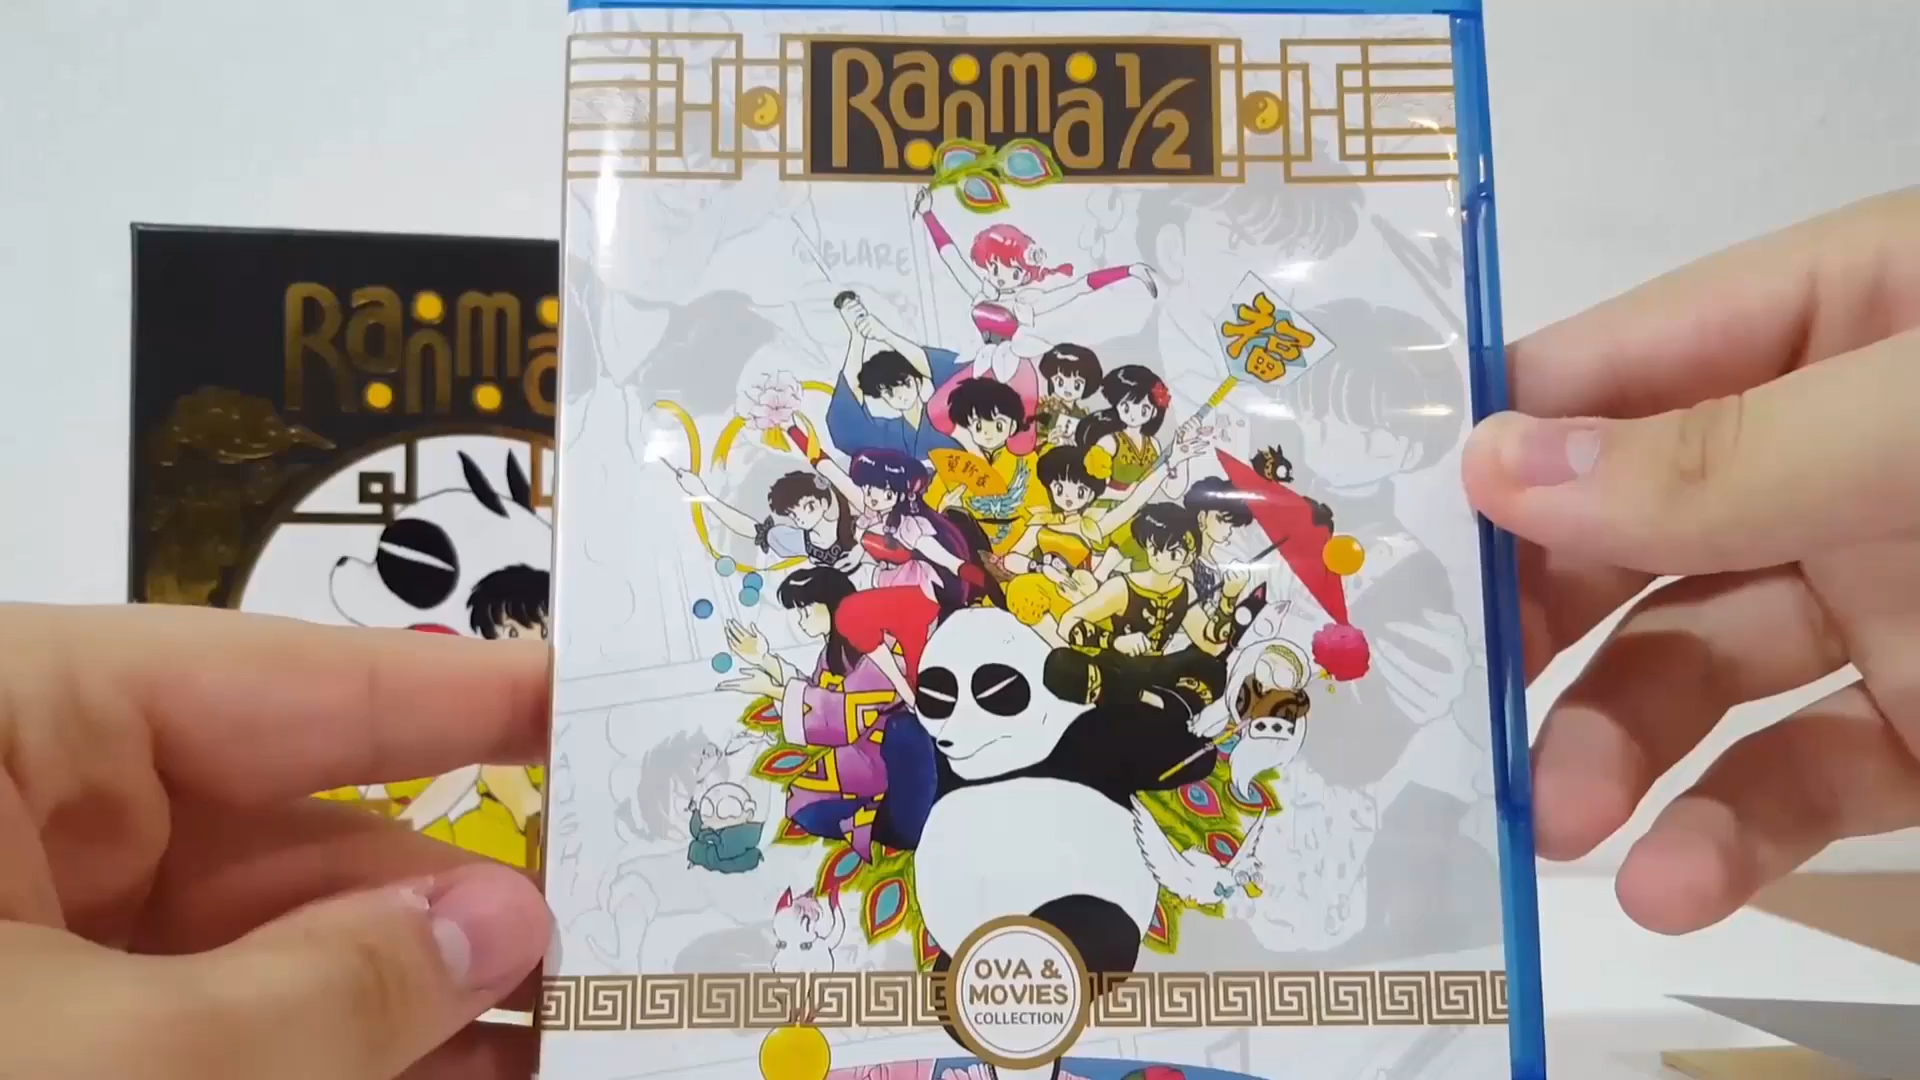 Ranma 1/2
GLARE
Ranma
福
OVA &
MOVIES
COLLECTION